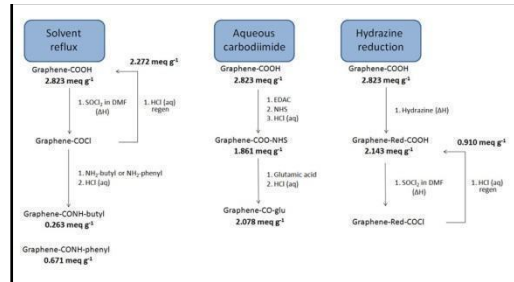 Solvent
reflux
Graphene-COOH
2.823 meq g⁻¹
2.272 meq g⁻¹
1. SOCl₂ in DMF
(ΔH)
1. HCl (aq)
regen
Graphene-COCl
1. NH₂-butyl or NH₂-phenyl
2. HCl (aq)
Graphene-CONH-butyl
0.263 meq g⁻¹
Graphene-CONH-phenyl
0.671 meq g⁻¹
Aqueous
carbodiimide
Graphene-COOH
2.823 meq g⁻¹
1. EDAC
2. NHS
3. HCl (aq)
Graphene-COO-NHS
1.861 meq g⁻¹
1. Glutamic acid
2. HCl (aq)
Graphene-CO-glu
2.078 meq g⁻¹
Hydrazine
reduction
Graphene-COOH
2.823 meq g⁻¹
1. Hydrazine (ΔH)
Graphene-Red-COOH
2.143 meq g⁻¹
0.910 meq g⁻¹
1. SOCl₂ in DMF
(ΔH)
1. HCl (aq)
regen
Graphene-Red-COCl